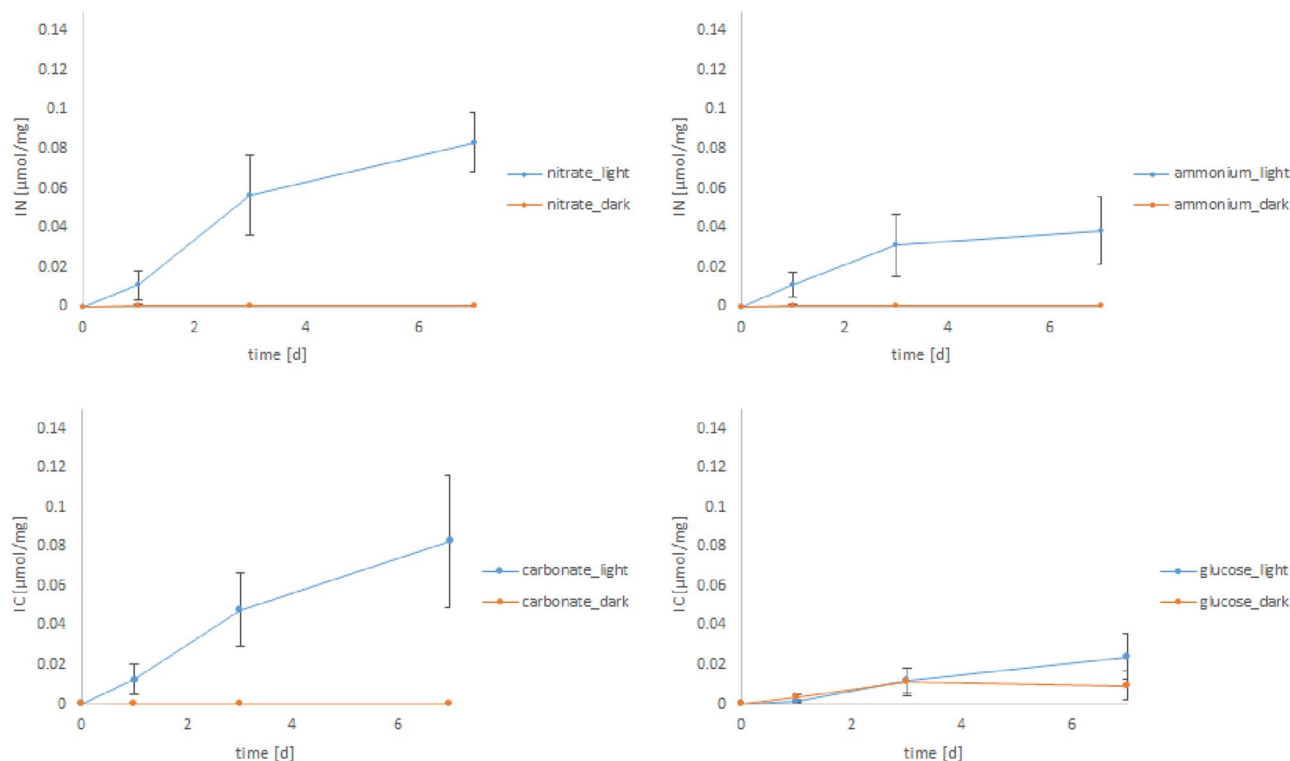 0.14
0.12
0.1
0.08
0.06
0.04
0.02
0
IN [µmol/mg]
0 2 4 6
time [d]
nitrate_light
nitrate_dark
0.14
0.12
0.1
0.08
0.06
0.04
0.02
0
IN [µmol/mg]
0 2 4 6
time [d]
ammonium_light
ammonium_dark
0.14
0.12
0.1
0.08
0.06
0.04
0.02
0
IC [µmol/mg]
0 2 4 6
time [d]
carbonate_light
carbonate_dark
0.14
0.12
0.1
0.08
0.06
0.04
0.02
0
IC [µmol/mg]
0 2 4 6
time [d]
glucose_light
glucose_dark